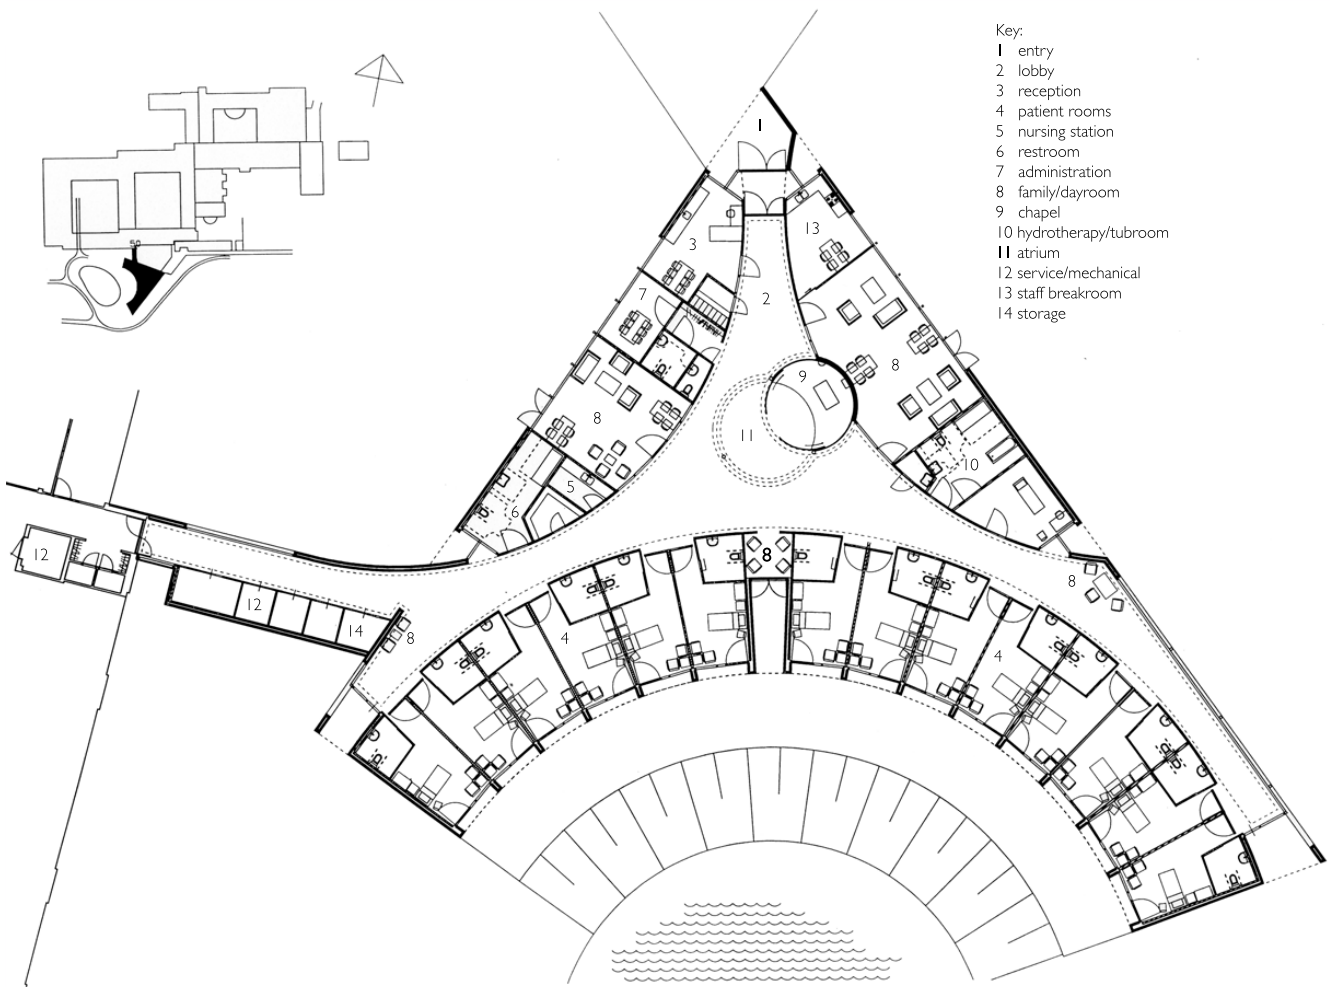 Key:
1 entry
2 lobby
3 reception
4 patient rooms
5 nursing station
6 restroom
7 administration
8 family/dayroom
9 chapel
10 hydrotherapy/tubroom
11 atrium
12 service/mechanical
13 staff breakroom
14 storage
1
13
3
7
2
8
9
8
11
10
5
6
12
8
8
12
14
8
4
4